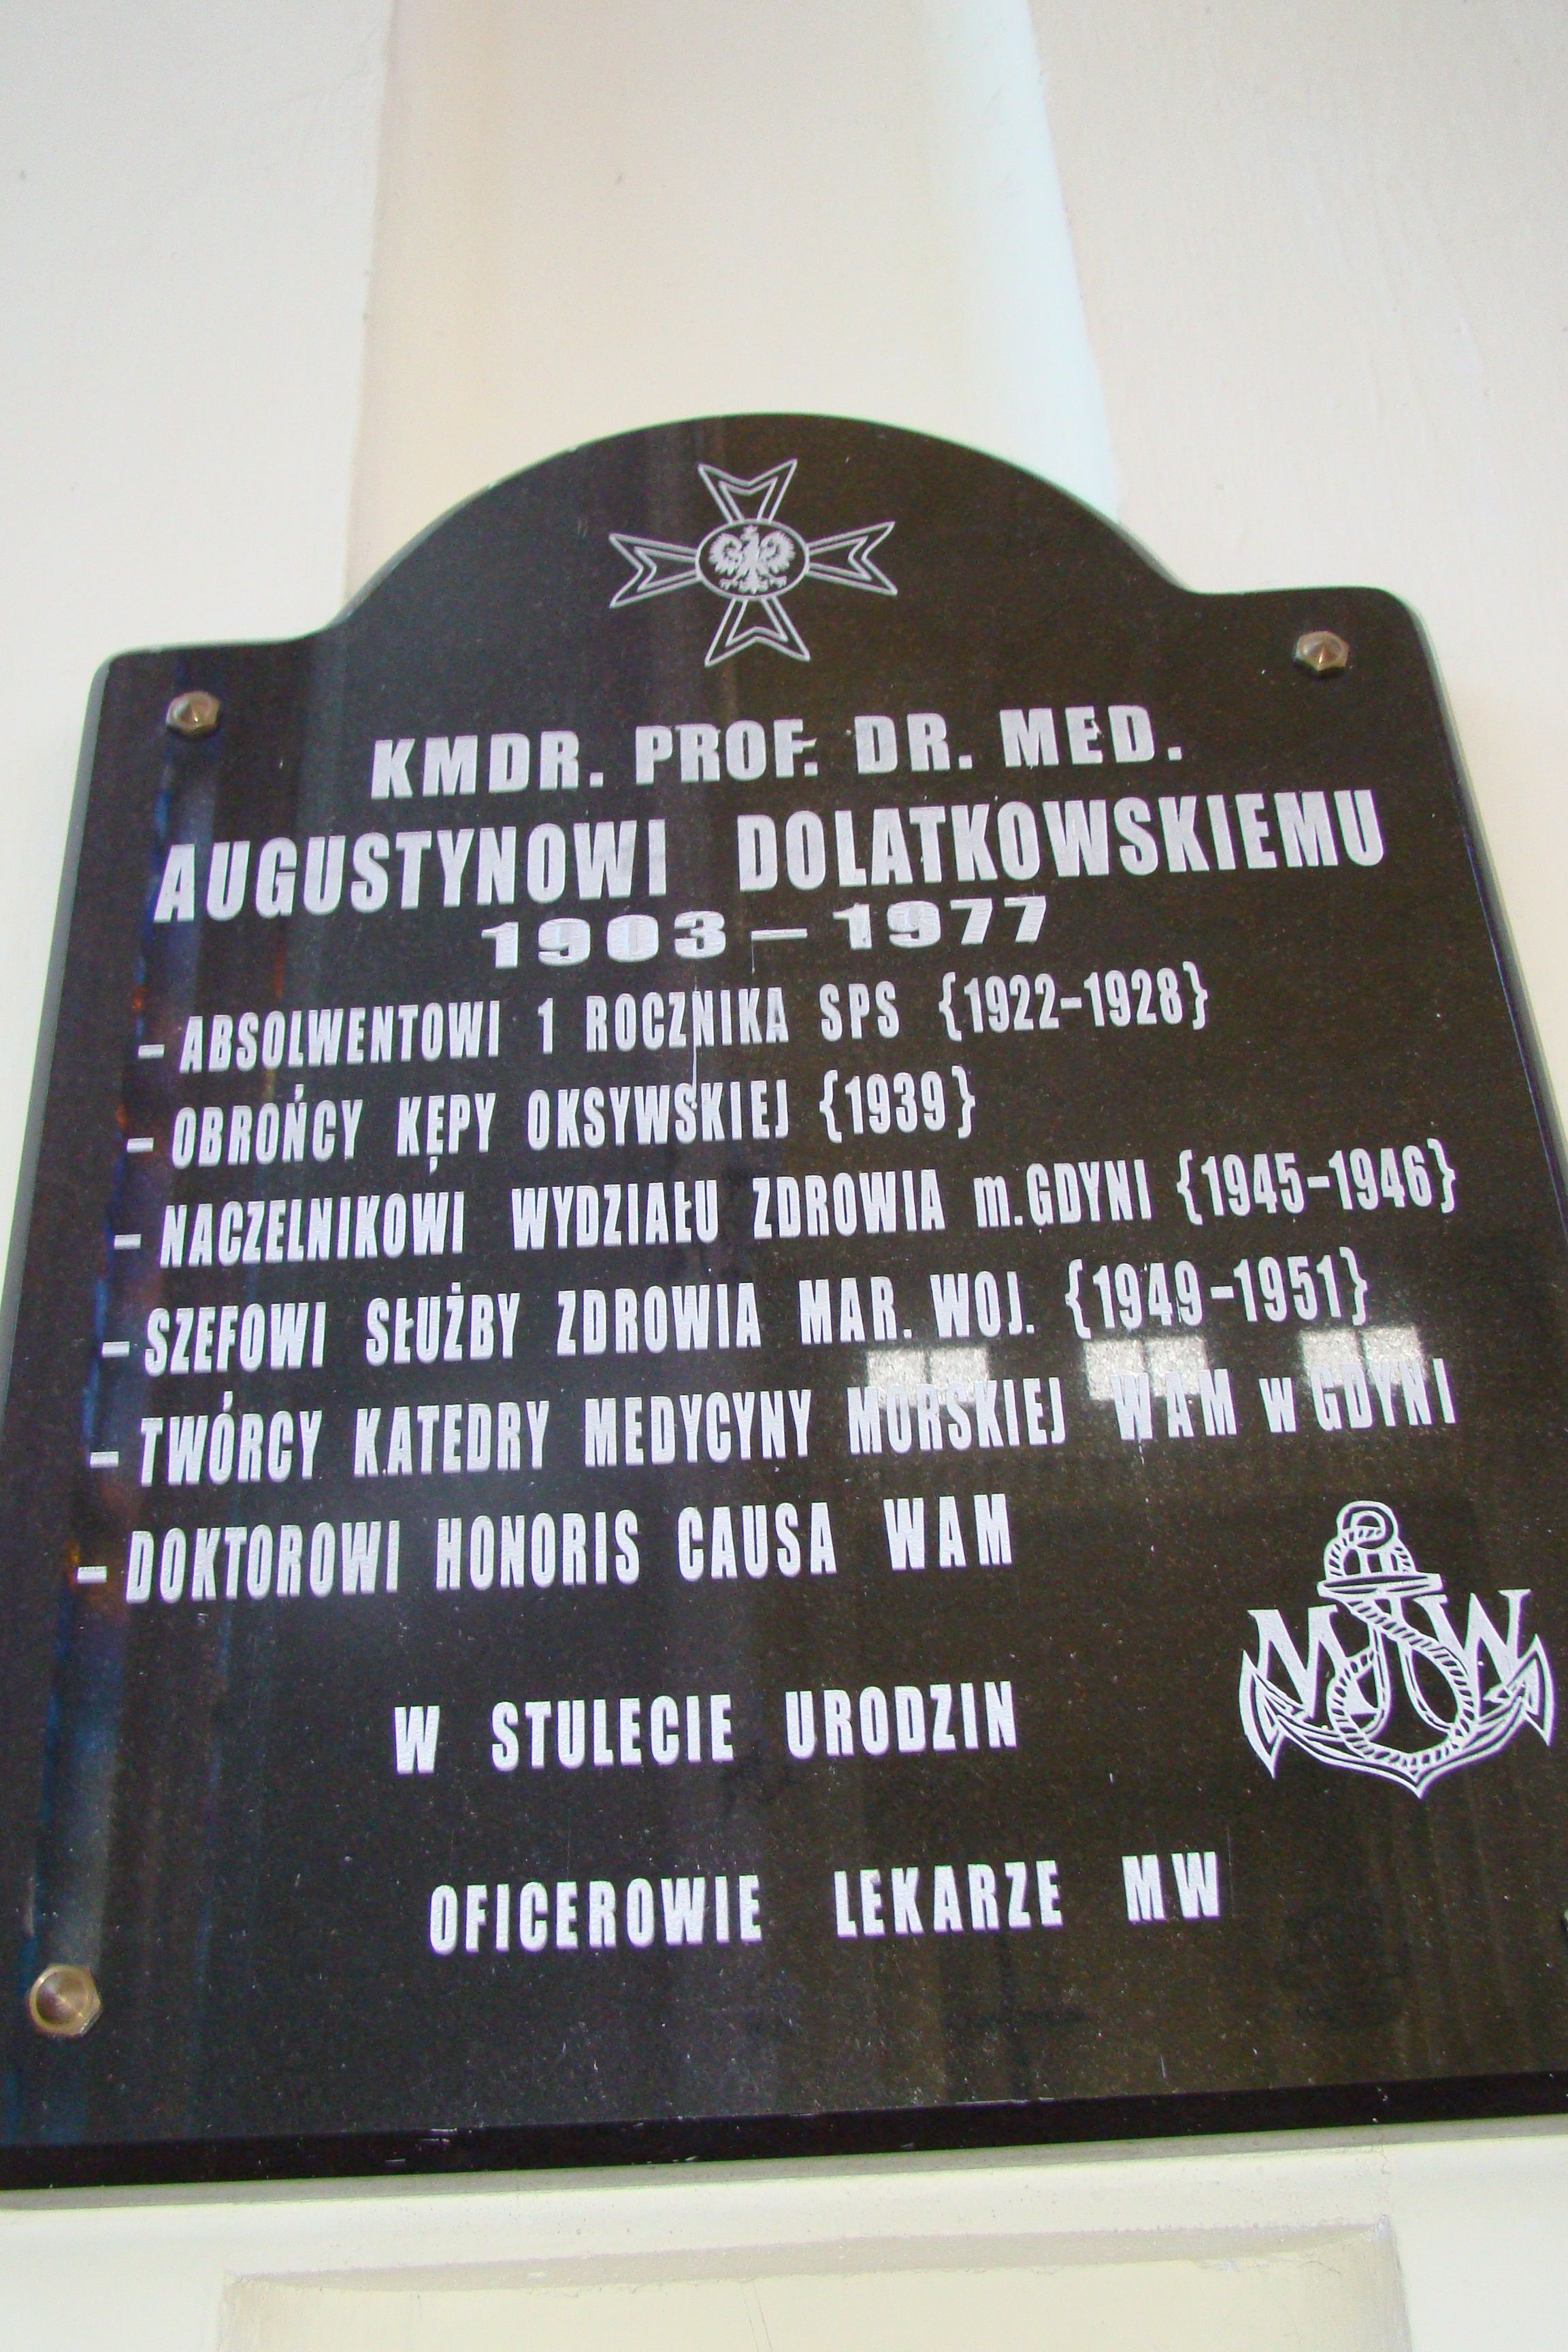 KMDR. PROF. DR. MED.
AUGUSTYNOWI DOLATKOWSKIEMU
1903 – 1977
– ABSOLWENTOWI 1 ROCZNIKA SPS {1922-1928}
– OBROŃCY KĘPY OKSYWSKIEJ {1939}
– NACZELNIKOWI WYDZIAŁU ZDROWIA m.GDYNI {1945-1946}
– SZEFOWI SŁUŻBY ZDROWIA MAR. WOJ. {1949-1951}
– TWÓRCY KATEDRY MEDYCYNY MORSKIEJ WAM w GDYNI
– DOKTOROWI HONORIS CAUSA WAM
MW
W STULECIE URODZIN
OFICEROWIE LEKARZE MW